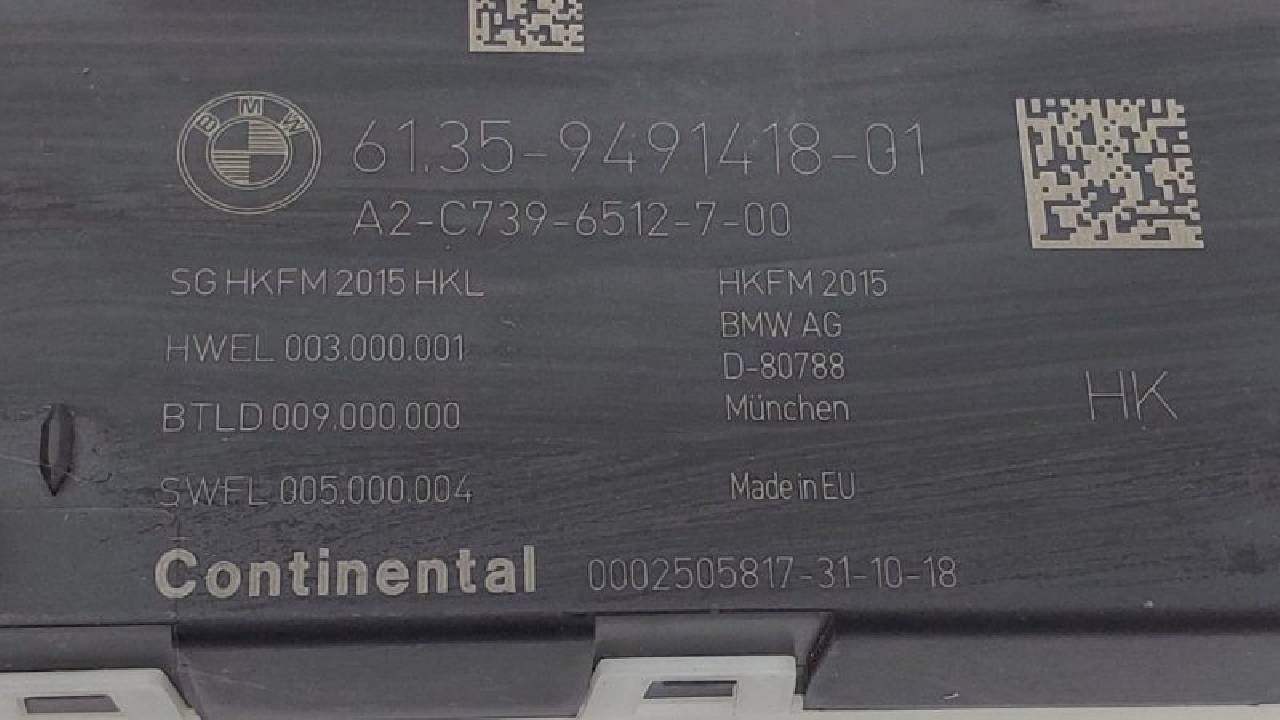 BMW
61.35-9491418-01
A2-C739-6512-7-00
SG HKFM 2015 HKL
HWEL 003.000.001
BTLD 009.000.000
SWFL 005.000.004
HKFM 2015
BMW AG
D-80788
München
Made in EU
HK
Continental 0002505817-31-10-18